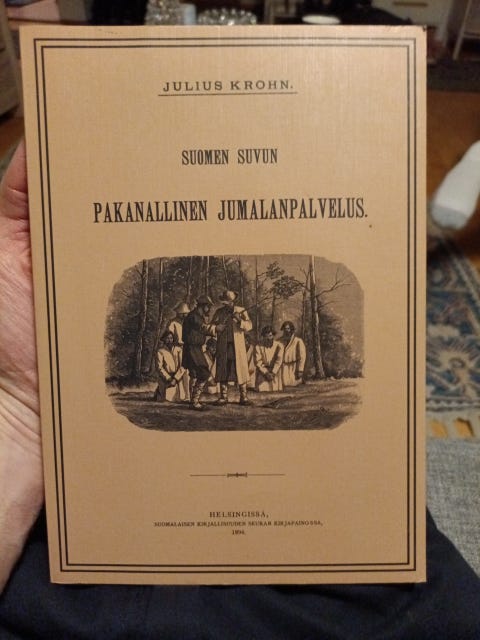 JULIUS KROHN.
SUOMEN SUVUN
PAKANALLINEN JUMALANPALVELUS.
HELSINGISSÄ,
SUOMALAISEN KIRJALLISUUDEN SEURAN KIRJAPAINOSSA,
1894.